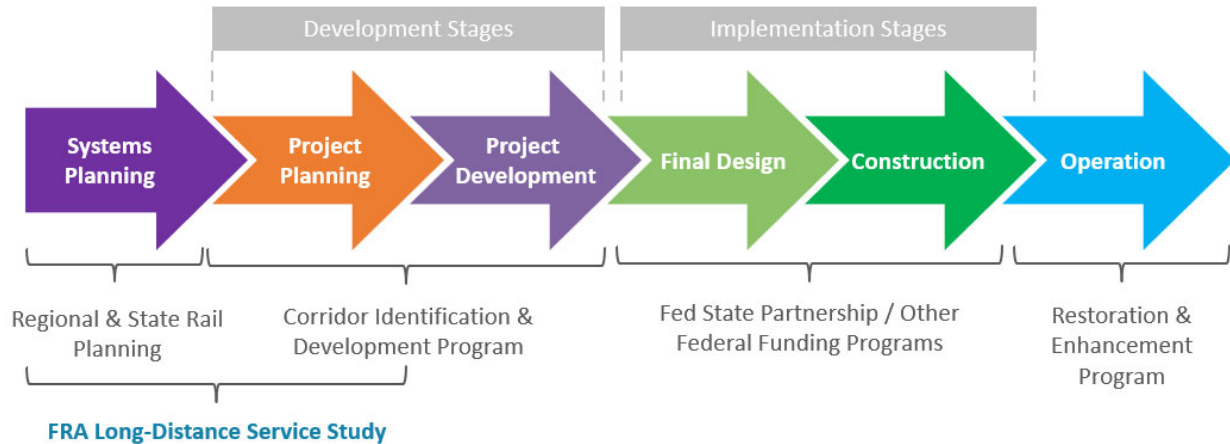 Development Stages
Implementation Stages
Systems
Planning
Project
Planning
Project
Development
Final Design
Construction
Operation
Regional & State Rail
Planning
Corridor Identification &
Development Program
Fed State Partnership / Other
Federal Funding Programs
Restoration &
Enhancement
Program
FRA Long-Distance Service Study